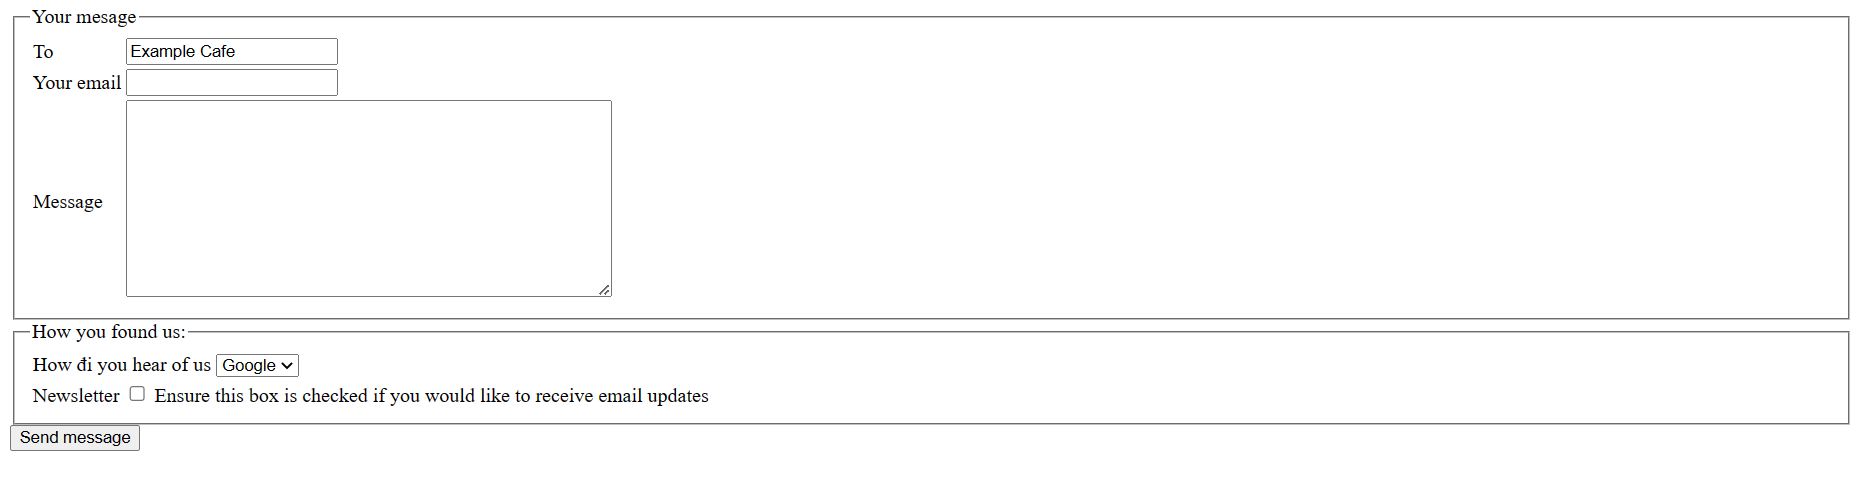 Your mesage
To Example Cafe
Your email
Message
How you found us:
How đi you hear of us Google
Newsletter Ensure this box is checked if you would like to receive email updates
Send message